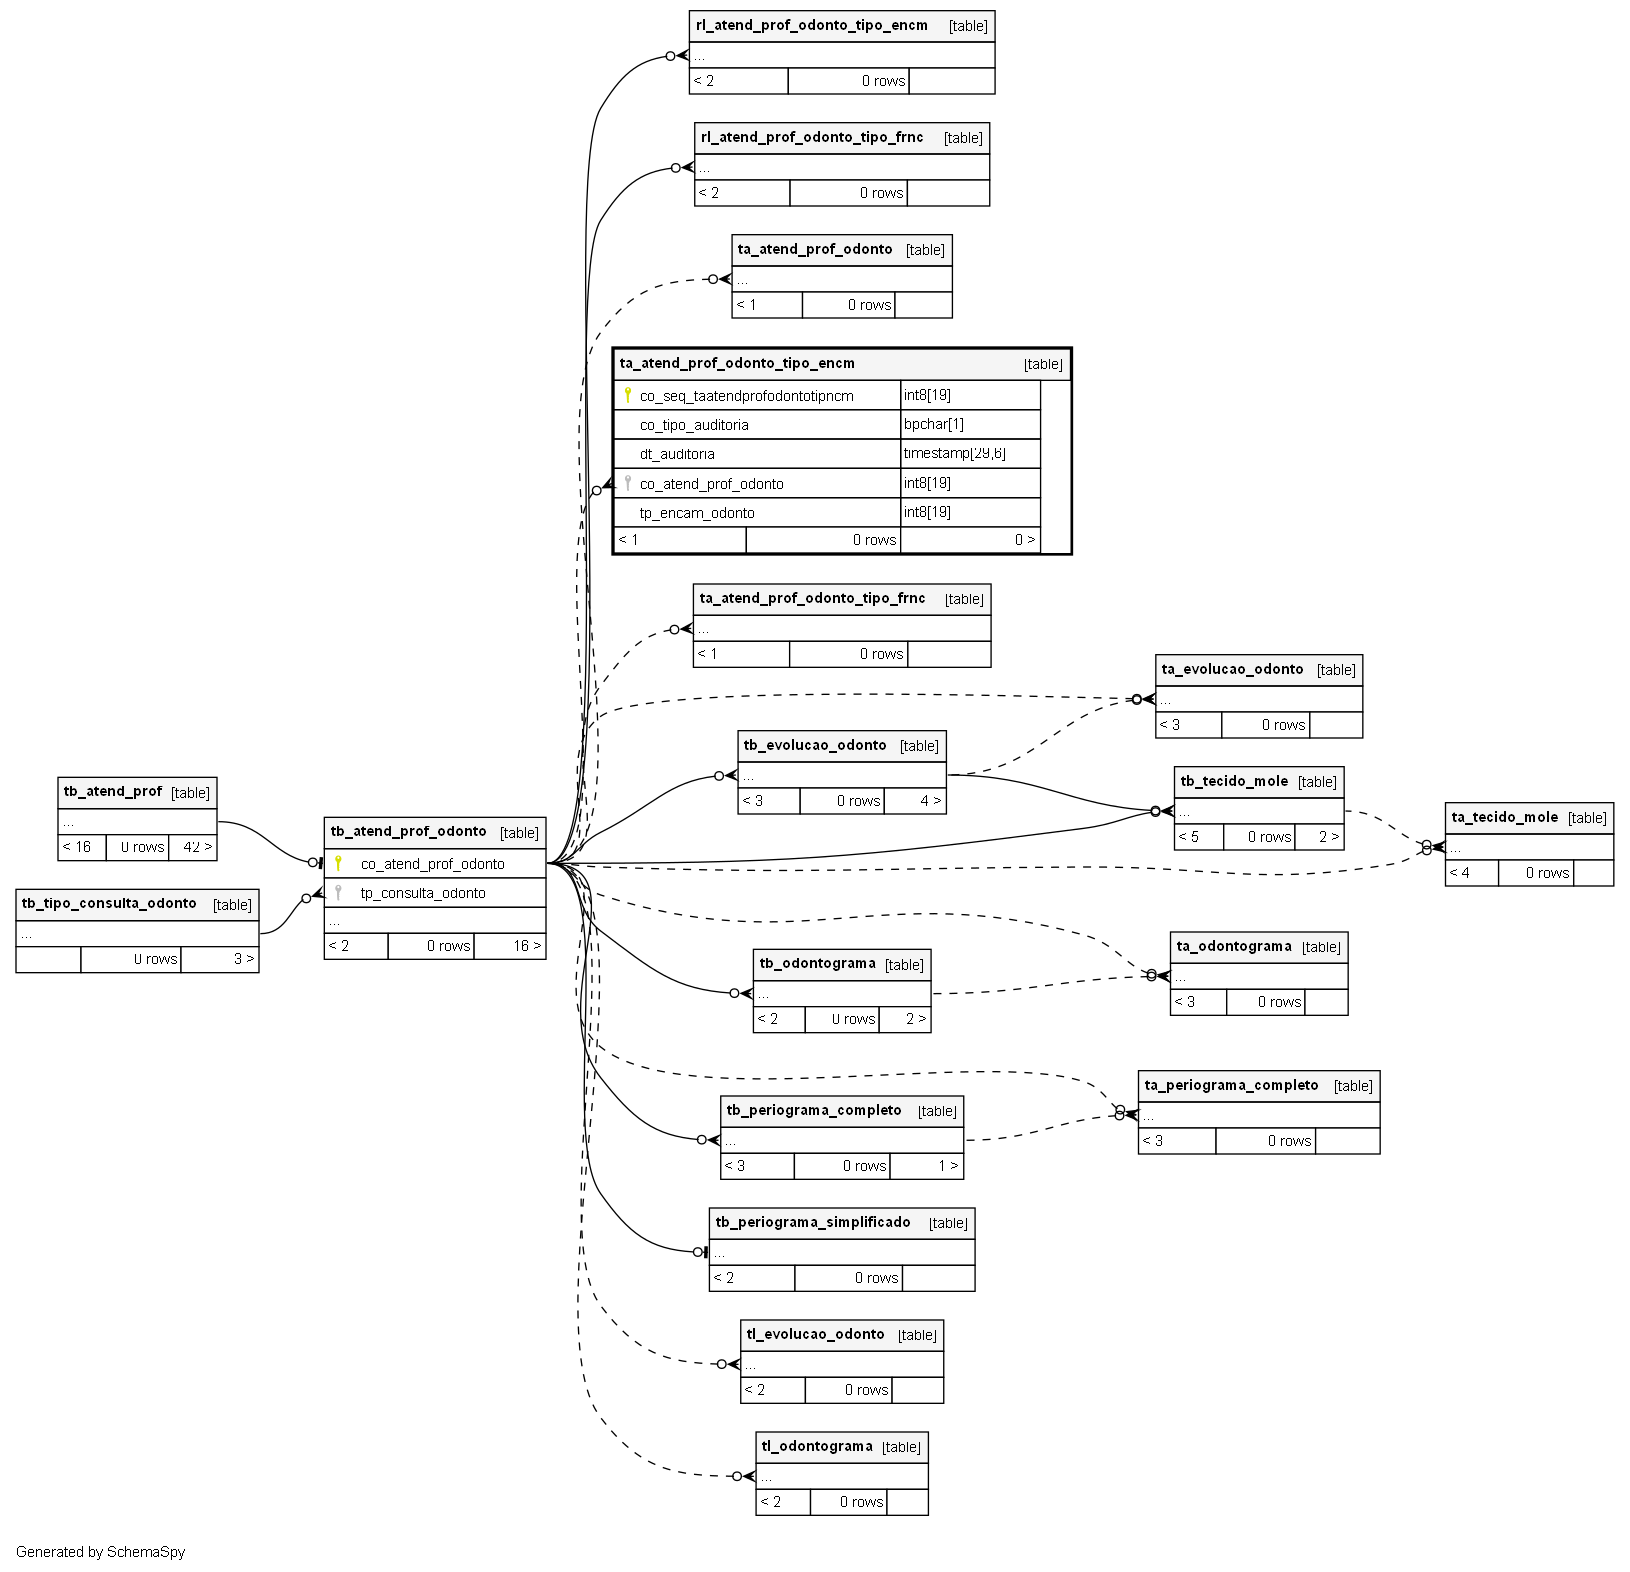 rl_atend_prof_odonto_tipo_encm [table]
...
< 2 0 rows
rl_atend_prof_odonto_tipo_frnc [table]
...
< 2 0 rows
ta_atend_prof_odonto [table]
...
< 1 0 rows
ta_atend_prof_odonto_tipo_encm [table]
co_seq_taatendprofodontotipncm int8[19]
co_tipo_auditoria bpchar[1]
dt_auditoria timestamp[29,6]
co_atend_prof_odonto int8[19]
tp_encam_odonto int8[19]
< 1 0 rows 0 >
ta_atend_prof_odonto_tipo_frnc [table]
...
< 1 0 rows
ta_evolucao_odonto [table]
...
< 3 0 rows
tb_evolucao_odonto [table]
...
< 3 0 rows 4 >
tb_tecido_mole [table]
...
< 5 0 rows 2 >
tb_atend_prof [table]
...
< 16 0 rows 42 >
ta_tecido_mole [table]
...
< 4 0 rows
tb_atend_prof_odonto [table]
co_atend_prof_odonto
tp_consulta_odonto
...
< 2 0 rows 16 >
tb_tipo_consulta_odonto [table]
...
0 rows 3 >
ta_odontograma [table]
...
< 3 0 rows
tb_odontograma [table]
...
< 2 0 rows 2 >
ta_periograma_completo [table]
...
< 3 0 rows
tb_periograma_completo [table]
...
< 3 0 rows 1 >
tb_periograma_simplificado [table]
...
< 2 0 rows
tl_evolucao_odonto [table]
...
< 2 0 rows
tl_odontograma [table]
...
< 2 0 rows
Generated by SchemaSpy